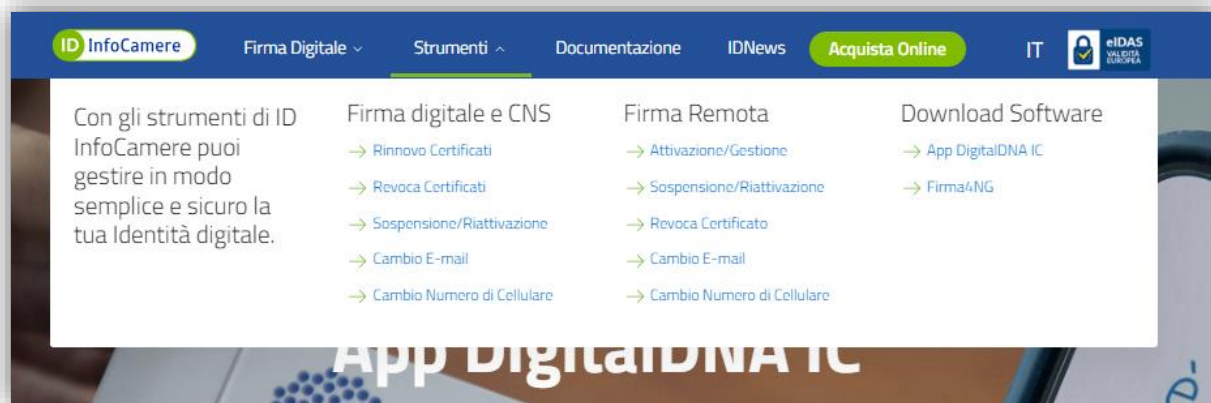 ID InfoCamere
Firma Digitale
Strumenti
Documentazione
IDNews
Acquista Online
IT
eIDAS
VALIDITÀ
EUROPEA
Con gli strumenti di ID
InfoCamere puoi
gestire in modo
semplice e sicuro la
tua Identità digitale.
Firma digitale e CNS
Rinnovo Certificati
Revoca Certificati
Sospensione/Riattivazione
Cambio E-mail
Cambio Numero di Cellulare
Firma Remota
Attivazione/Gestione
Sospensione/Riattivazione
Revoca Certificato
Cambio E-mail
Cambio Numero di Cellulare
Download Software
App DigitalDNA IC
Firma4NG
App DigitalDNA IC